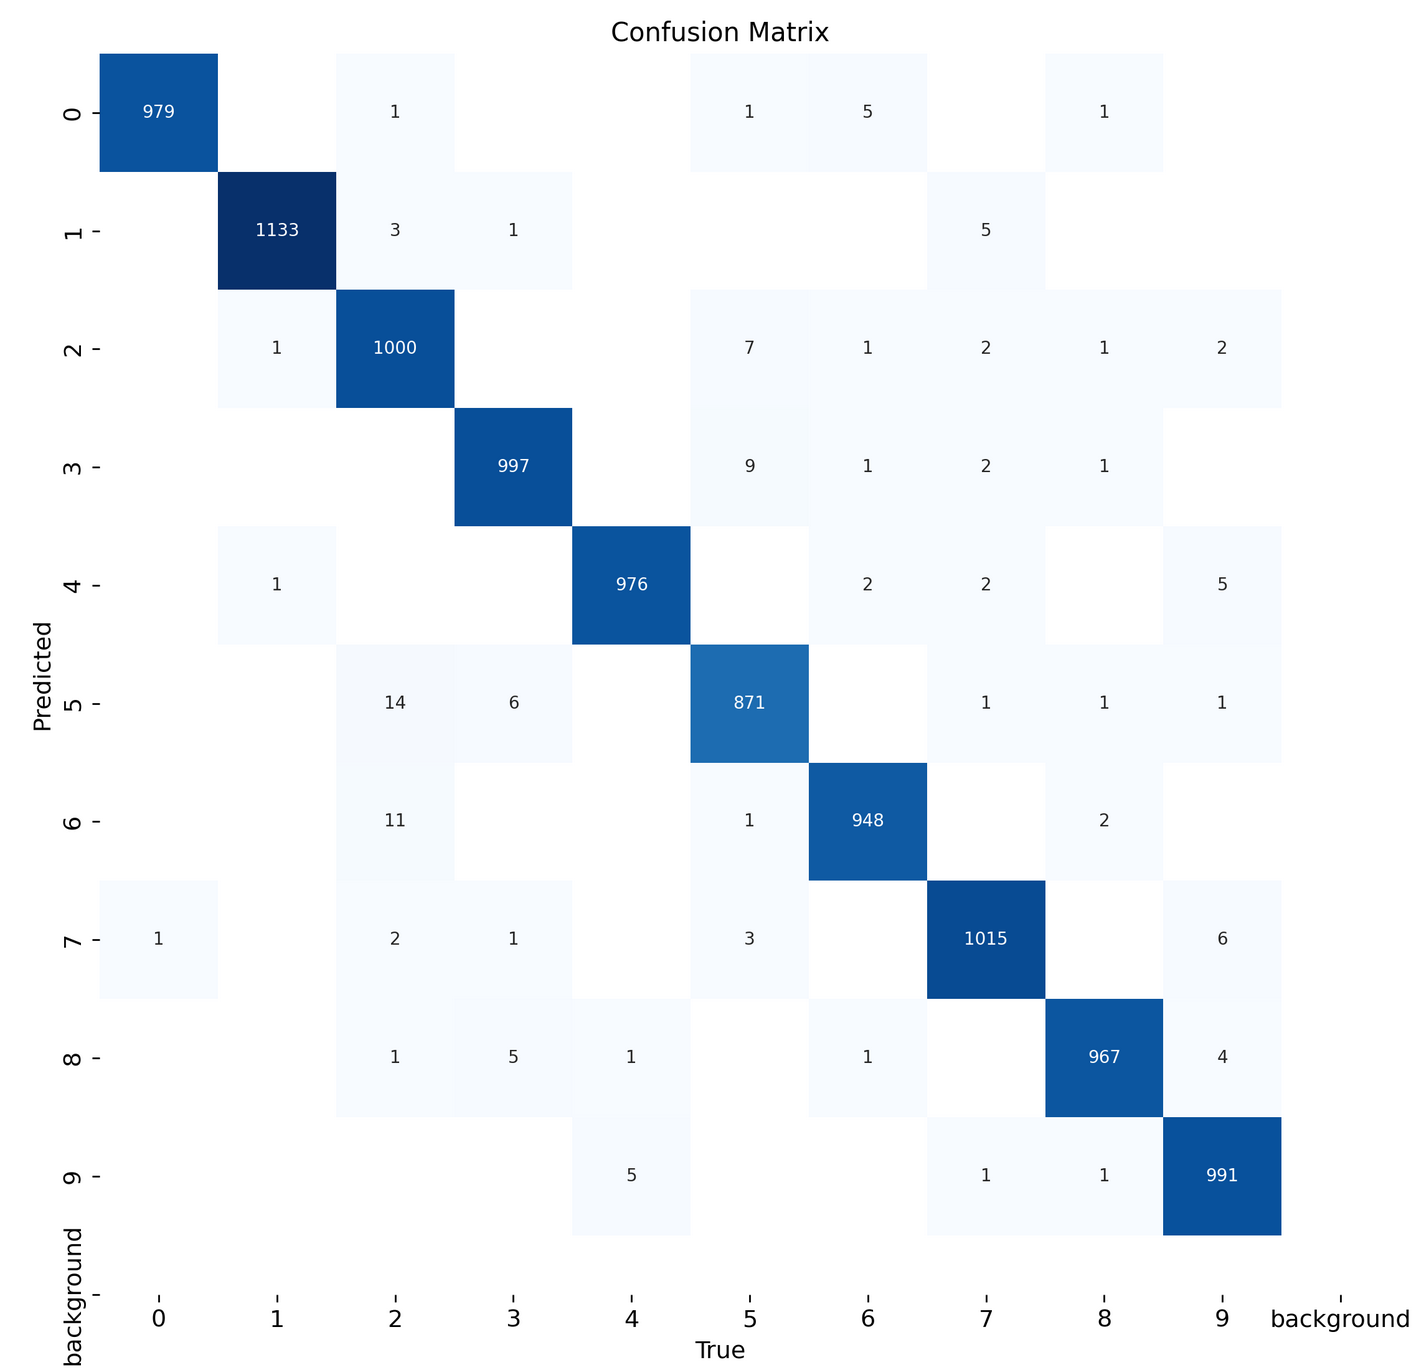 Confusion Matrix
0 979 1 1 5 1
1 1133 3 1 5
2 1 1000 7 1 2 1 2
3 997 9 1 2 1
4 1 976 2 2 5
5 14 6 871 1 1 1
6 11 1 948 2
7 1 2 1 3 1015 6
8 1 5 1 1 967 4
9 5 1 1 991
background
Predicted
0 1 2 3 4 5 6 7 8 9 background
True